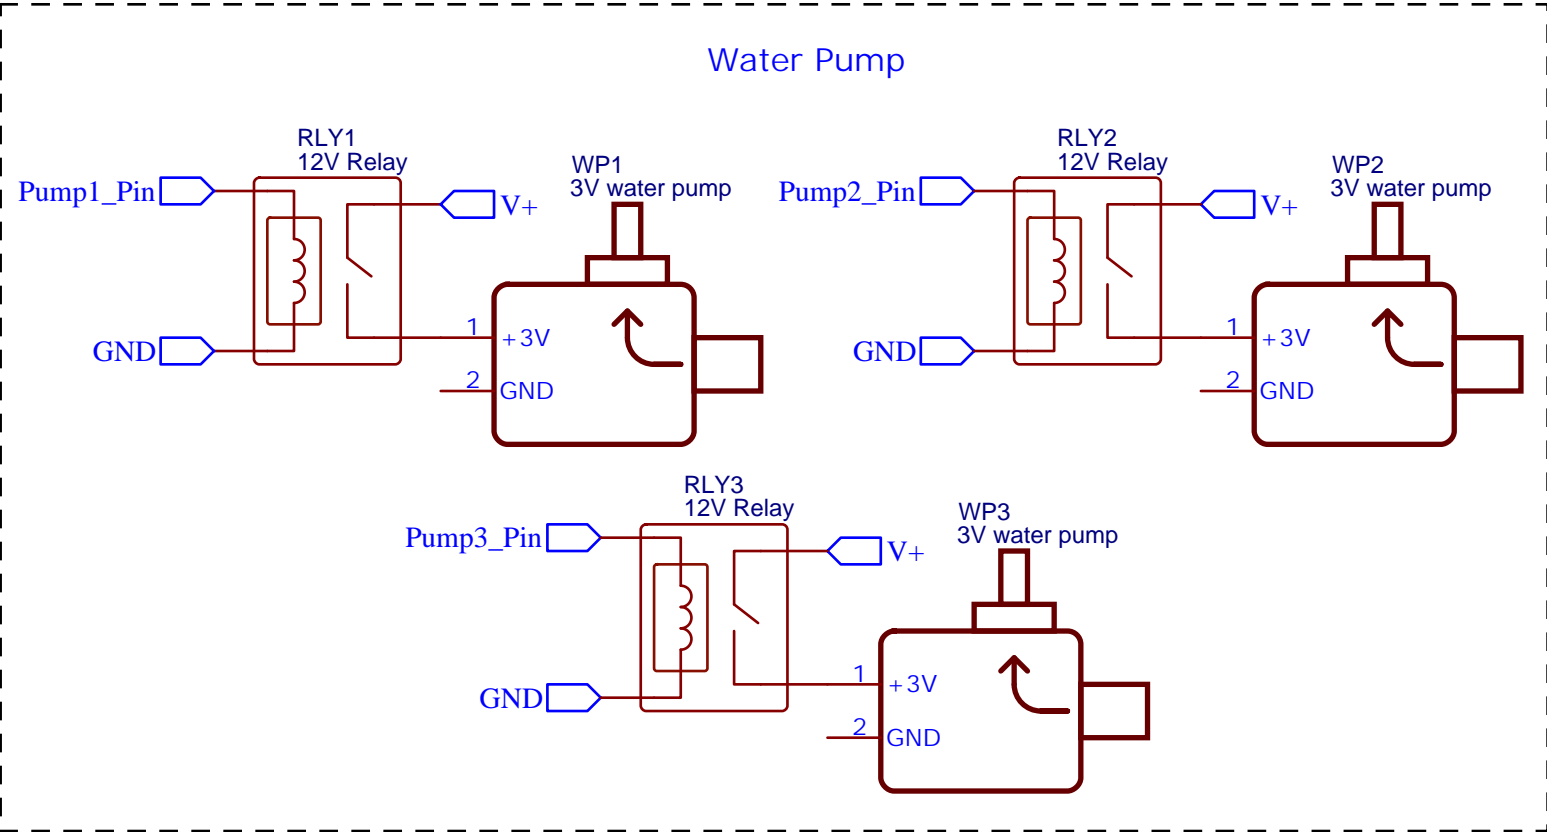 Water Pump
RLY1
12V Relay
WP1
3V water pump
Pump1_Pin
V+
GND
1
+3V
2
GND
RLY2
12V Relay
WP2
3V water pump
Pump2_Pin
V+
GND
1
+3V
2
GND
RLY3
12V Relay
WP3
3V water pump
Pump3_Pin
V+
GND
1
+3V
2
GND